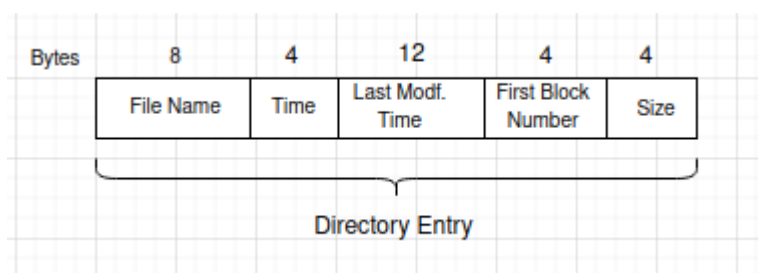 Bytes 8 4 12 4 4
File Name Time Last Modf. Time First Block Number Size
Directory Entry